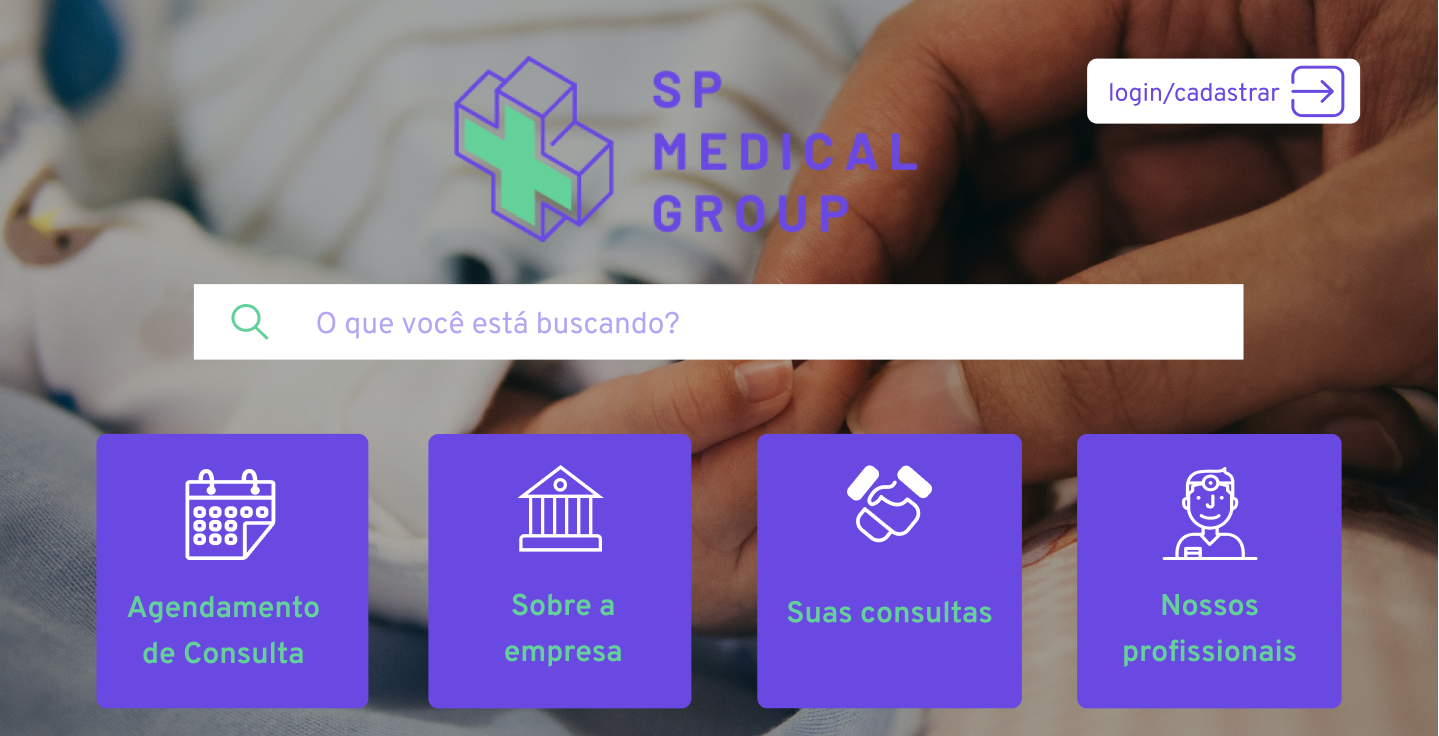 SP
MEDICAL
GROUP
login/cadastrar
O que você está buscando?
Agendamento
de Consulta
Sobre a
empresa
Suas consultas
Nossos
profissionais